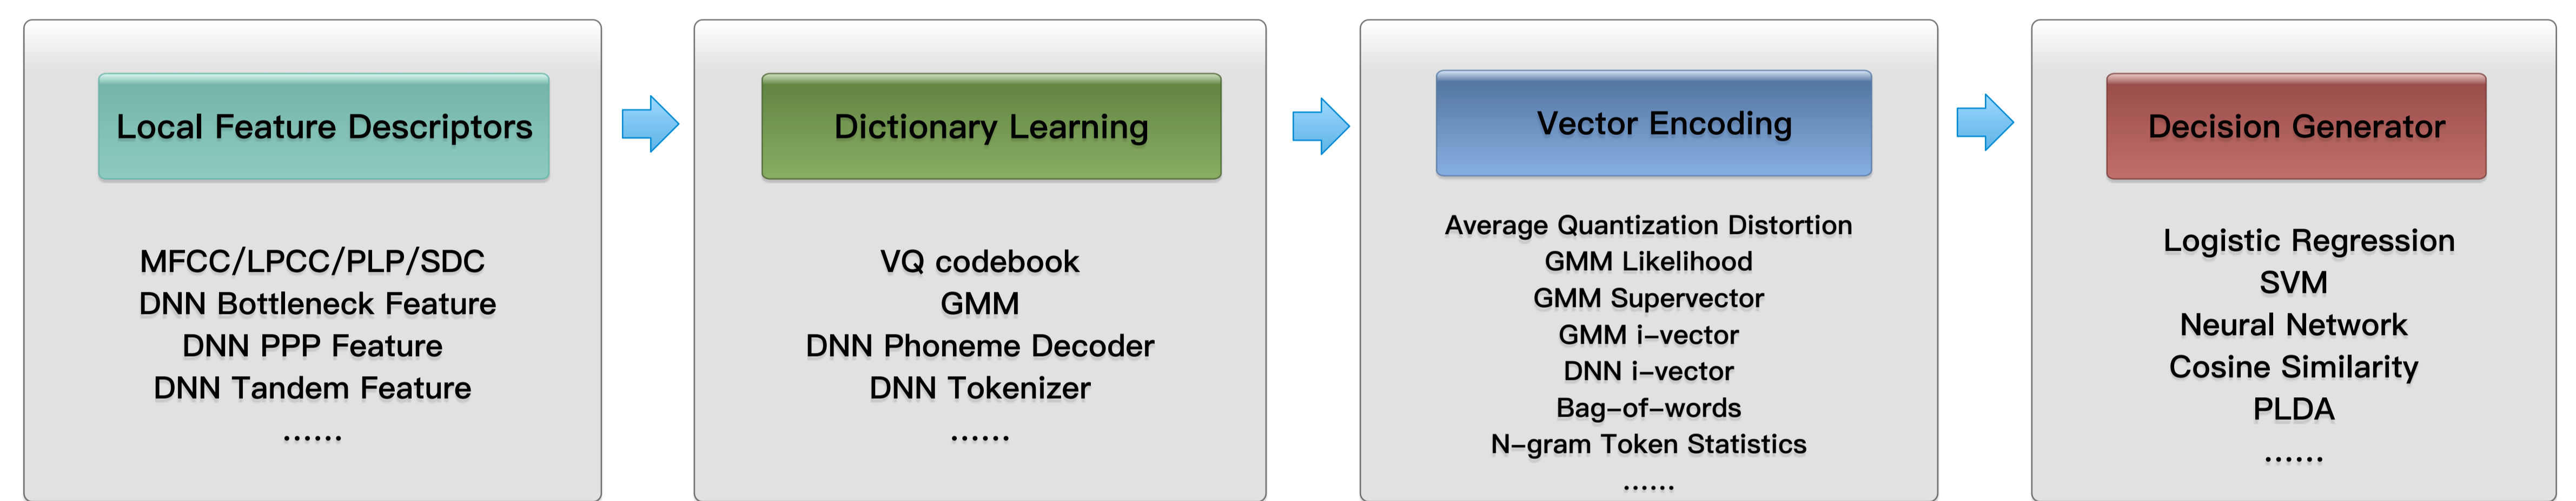 Local Feature Descriptors
MFCC/LPCC/PLP/SDC
DNN Bottleneck Feature
DNN PPP Feature
DNN Tandem Feature
......
Dictionary Learning
VQ codebook
GMM
DNN Phoneme Decoder
DNN Tokenizer
......
Vector Encoding
Average Quantization Distortion
GMM Likelihood
GMM Supervector
GMM i-vector
DNN i-vector
Bag-of-words
N-gram Token Statistics
......
Decision Generator
Logistic Regression
SVM
Neural Network
Cosine Similarity
PLDA
......